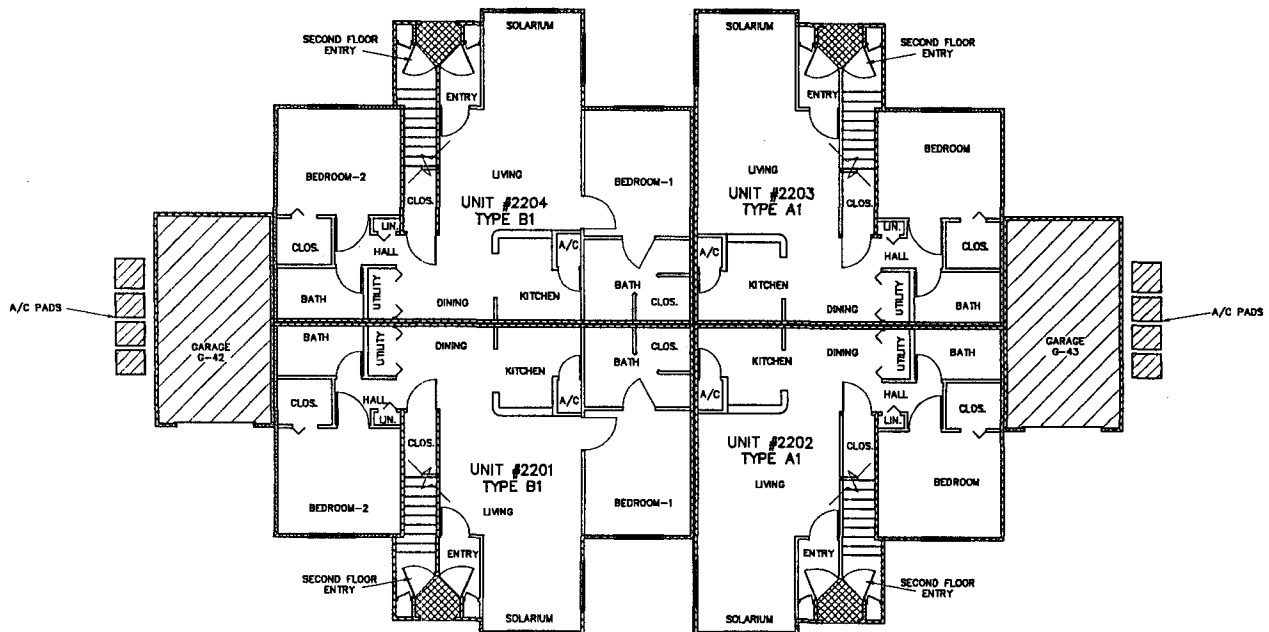 SOLARIUM
SOLARIUM
SECOND FLOOR
ENTRY
SECOND FLOOR
ENTRY
ENTRY
ENTRY
BEDROOM-2
LIVING
BEDROOM-1
LIVING
BEDROOM
UNIT #2204
TYPE B1
UNIT #2203
TYPE A1
CLOS.
CLOS.
LIN.
LIN.
CLOS.
HALL
A/C
A/C
HALL
CLOS.
BATH
UTILITY
DINING
KITCHEN
BATH
CLOS.
KITCHEN
DINING
UTILITY
BATH
A/C PADS
A/C PADS
GARAGE
G-42
GARAGE
G-43
BATH
UTILITY
DINING
KITCHEN
BATH
CLOS.
KITCHEN
DINING
UTILITY
BATH
CLOS.
HALL
LIN.
A/C
A/C
HALL
LIN.
CLOS.
CLOS.
CLOS.
UNIT #2201
TYPE B1
UNIT #2202
TYPE A1
BEDROOM-2
LIVING
BEDROOM-1
LIVING
BEDROOM
ENTRY
ENTRY
SECOND FLOOR
ENTRY
SECOND FLOOR
ENTRY
SOLARIUM
SOLARIUM